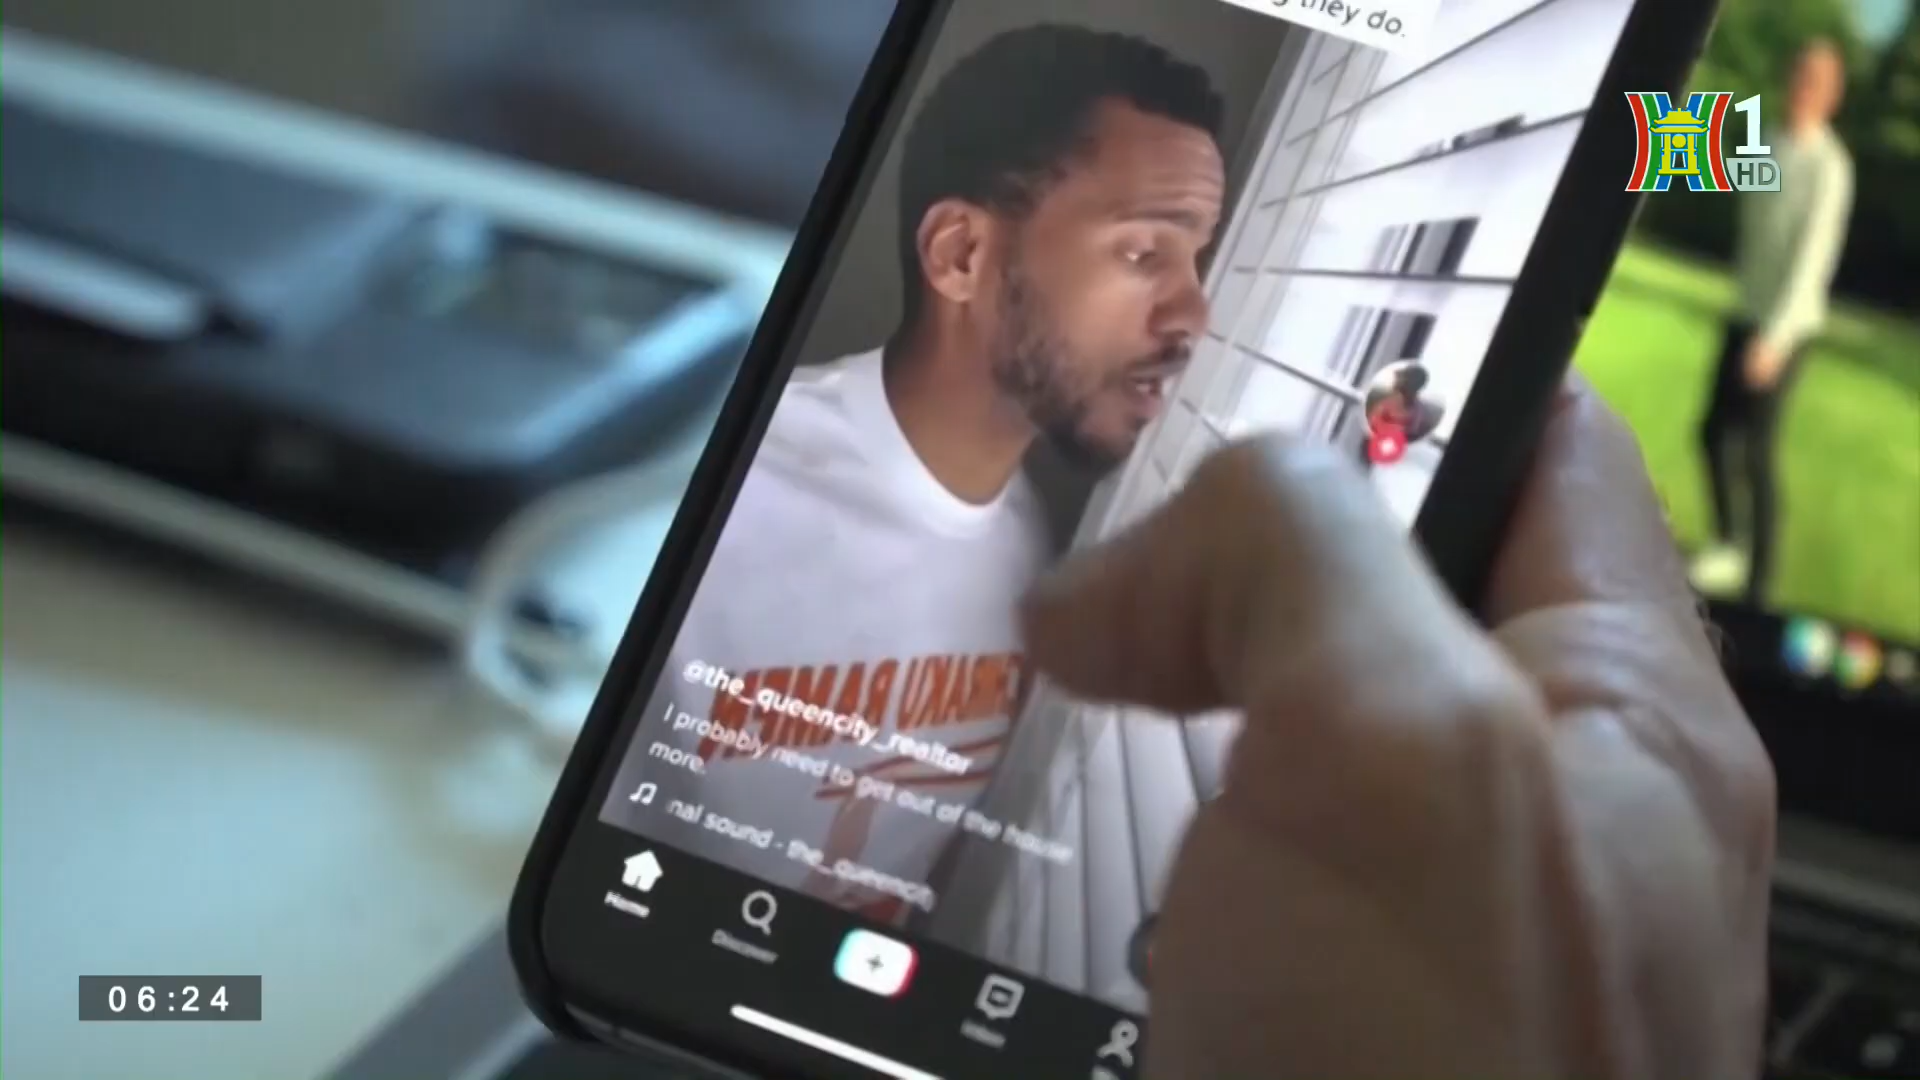 they do.
1
HD
@the_queencity_realtor
I probably need to get out of the house
more.
nal sound - the_queencity
Home
Discover
Inbox
06:24